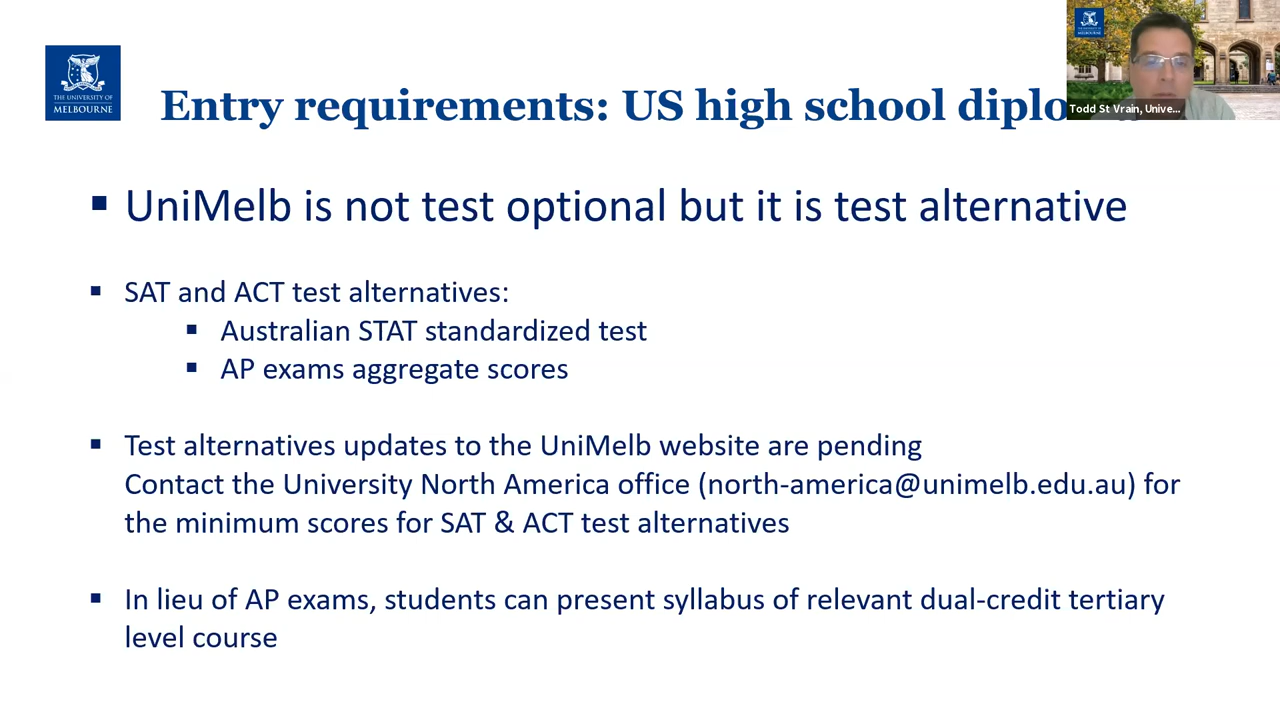 THE UNIVERSITY OF
MELBOURNE
Entry requirements: US high school
Todd St Vrain, Unive...
▪ UniMelb is not test optional but it is test alternative
▪ SAT and ACT test alternatives:
▪ Australian STAT standardized test
▪ AP exams aggregate scores
▪ Test alternatives updates to the UniMelb website are pending
Contact the University North America office (north-america@unimelb.edu.au) for
the minimum scores for SAT & ACT test alternatives
▪ In lieu of AP exams, students can present syllabus of relevant dual-credit tertiary
level course